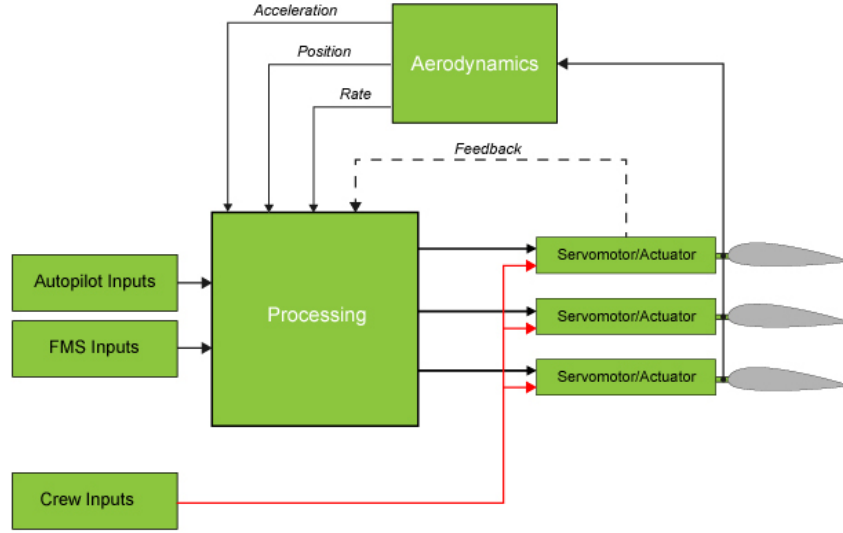 Acceleration
Position
Rate
Aerodynamics
Feedback
Autopilot Inputs
FMS Inputs
Crew Inputs
Processing
Servomotor/Actuator
Servomotor/Actuator
Servomotor/Actuator